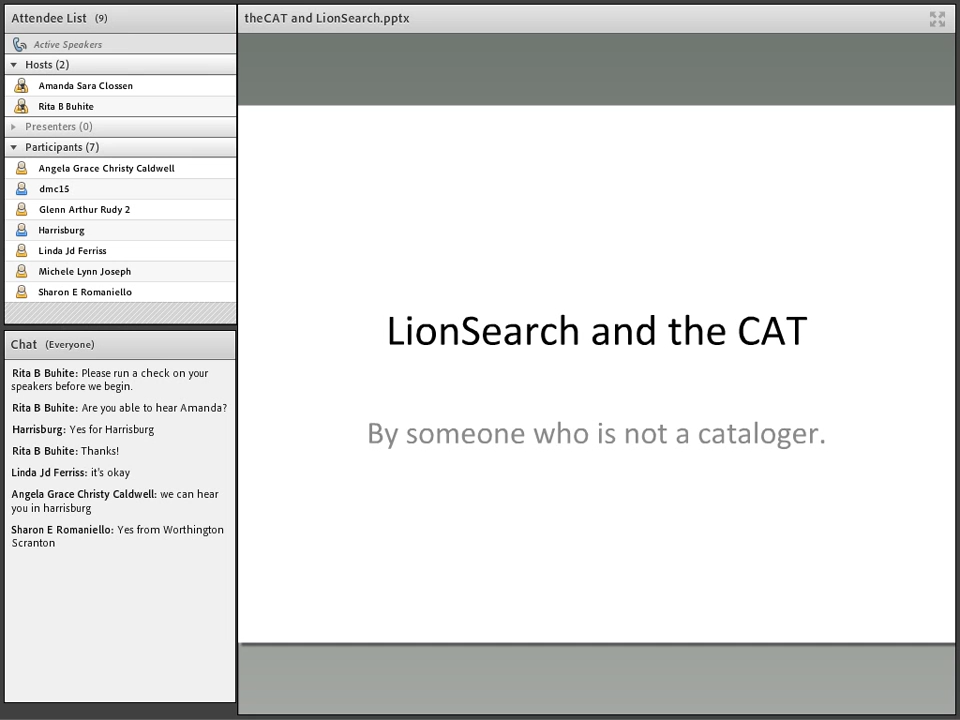 Attendee List (9)
Active Speakers
Hosts (2)
Amanda Sara Clossen
Rita B Buhite
Presenters (0)
Participants (7)
Angela Grace Christy Caldwell
dmc15
Glenn Arthur Rudy 2
Harrisburg
Linda Jd Ferriss
Michele Lynn Joseph
Sharon E Romaniello
Chat (Everyone)
Rita B Buhite: Please run a check on your
speakers before we begin.
Rita B Buhite: Are you able to hear Amanda?
Harrisburg: Yes for Harrisburg
Rita B Buhite: Thanks!
Linda Jd Ferriss: it's okay
Angela Grace Christy Caldwell: we can hear
you in harrisburg
Sharon E Romaniello: Yes from Worthington
Scranton
theCAT and LionSearch.pptx
LionSearch and the CAT
By someone who is not a cataloger.